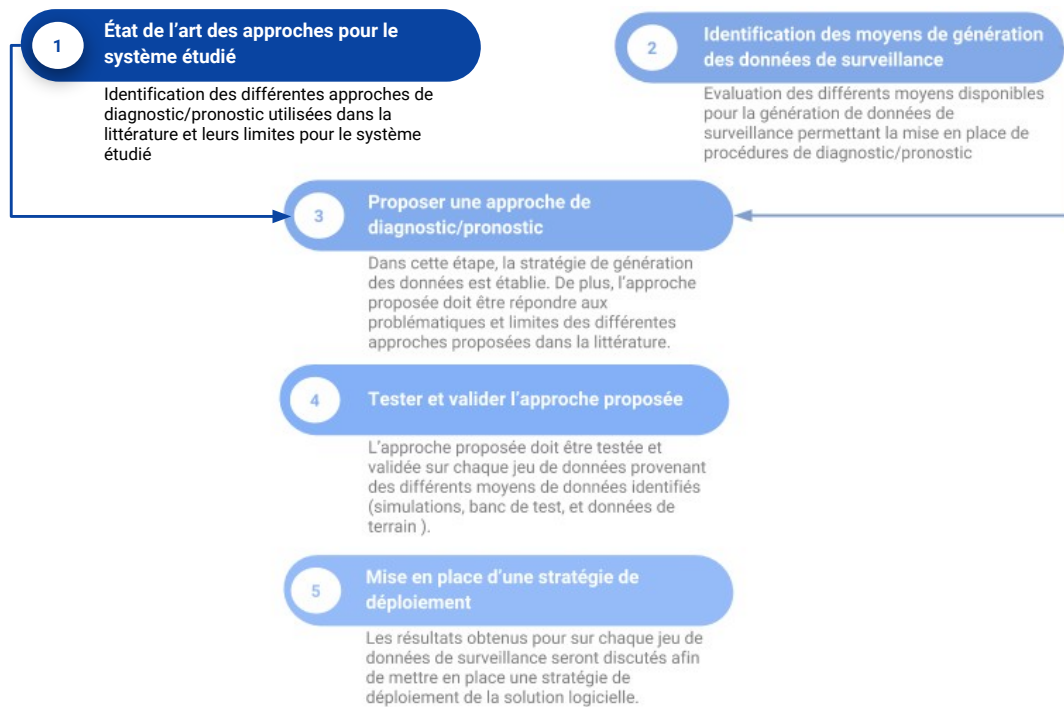 1
État de l'art des approches pour le
système étudié
Identification des différentes approches de
diagnostic/pronostic utilisées dans la
littérature et leurs limites pour le système
étudié
2
Identification des moyens de génération
des données de surveillance
Evaluation des différents moyens disponibles
pour la génération de données de
surveillance permettant la mise en place de
procédures de diagnostic/pronostic
3
Proposer une approche de
diagnostic/pronostic
Dans cette étape, la stratégie de génération
des données est établie. De plus, l'approche
proposée doit être répondre aux
problématiques et limites des différentes
approches proposées dans la littérature.
4
Tester et valider l'approche proposée
L'approche proposée doit être testée et
validée sur chaque jeu de données provenant
des différents moyens de données identifiés
(simulations, banc de test, et données de
terrain ).
5
Mise en place d'une stratégie de
déploiement
Les résultats obtenus pour sur chaque jeu de
données de surveillance seront discutés afin
de mettre en place une stratégie de
déploiement de la solution logicielle.